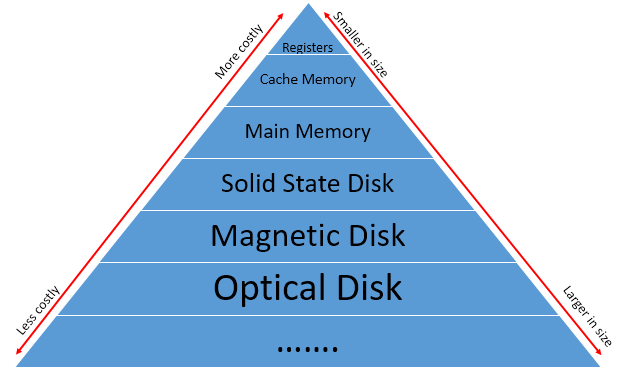 More costly
Smaller in size
Registers
Cache Memory
Main Memory
Solid State Disk
Magnetic Disk
Optical Disk
.......
Less costly
Larger in size